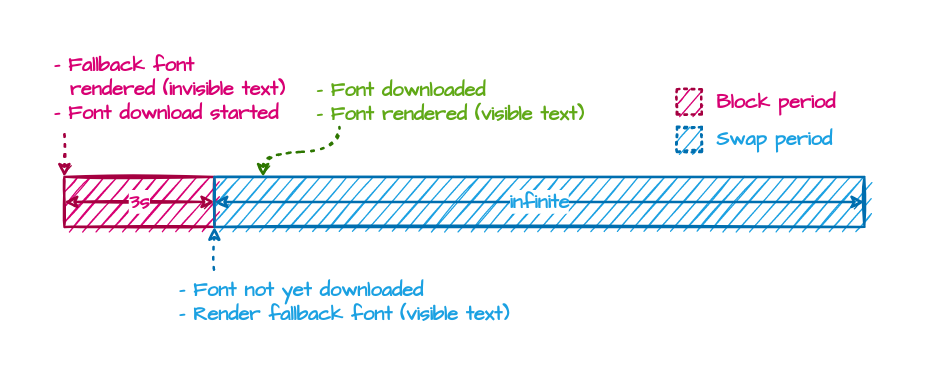 - Fallback font
rendered (invisible text)
- Font download started
- Font downloaded
- Font rendered (visible text)
Block period
Swap period
3s
infinite
- Font not yet downloaded
- Render fallback font (visible text)